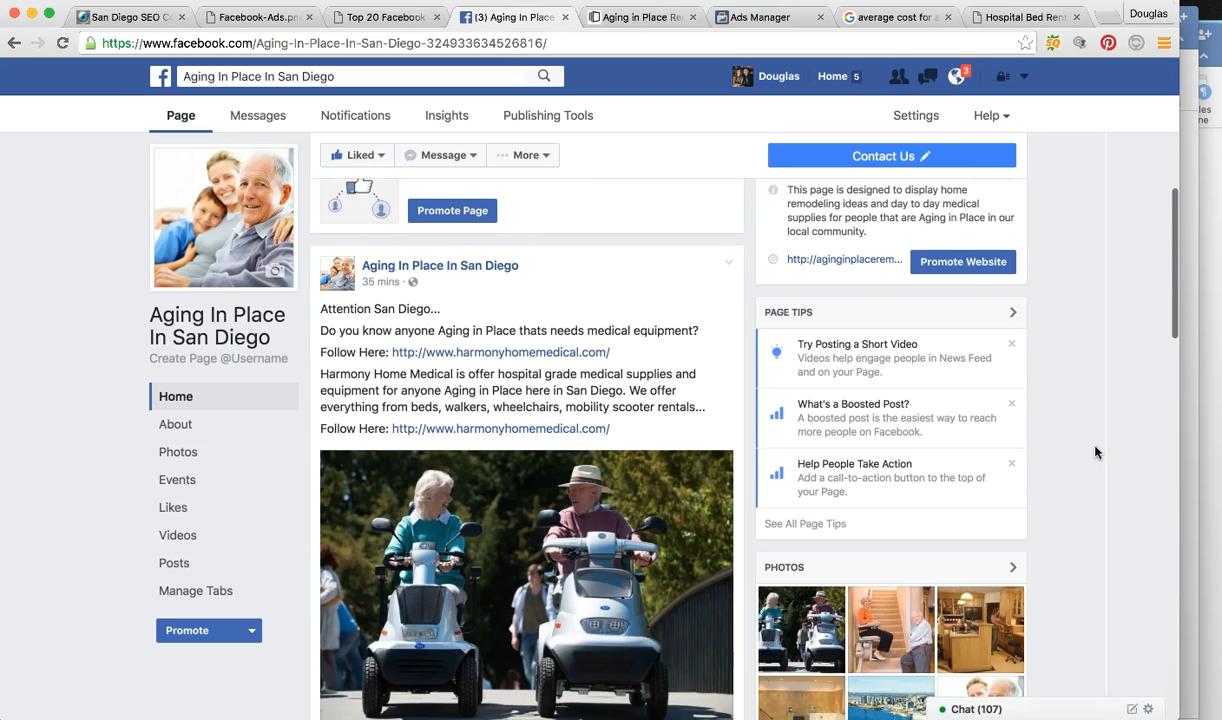 San Diego SEO C
Facebook-Ads.pn
Top 20 Facebook
(3) Aging In Place
Aging in Place Re
Ads Manager
average cost for a
Hospital Bed Rent
Douglas
https://www.facebook.com/Aging-In-Place-In-San-Diego-324933634526816/
Aging In Place In San Diego
Douglas
Home 5
3
Page
Messages
Notifications
Insights
Publishing Tools
Settings
Help
Liked
Message
More
Contact Us
Promote Page
This page is designed to display home
remodeling ideas and day to day medical
supplies for people that are Aging in Place in our
local community.
http://aginginplacerem...
Promote Website
Aging In Place
In San Diego
Create Page @Username
Home
About
Photos
Events
Likes
Videos
Posts
Manage Tabs
Promote
Aging In Place In San Diego
35 mins ·
Attention San Diego...
Do you know anyone Aging in Place thats needs medical equipment?
Follow Here: http://www.harmonyhomemedical.com/
Harmony Home Medical is offer hospital grade medical supplies and
equipment for anyone Aging in Place here in San Diego. We offer
everything from beds, walkers, wheelchairs, mobility scooter rentals...
Follow Here: http://www.harmonyhomemedical.com/
PAGE TIPS
Try Posting a Short Video
Videos help engage people in News Feed
and on your Page.
What's a Boosted Post?
A boosted post is the easiest way to reach
more people on Facebook.
Help People Take Action
Add a call-to-action button to the top of
your Page.
See All Page Tips
PHOTOS
Chat (107)